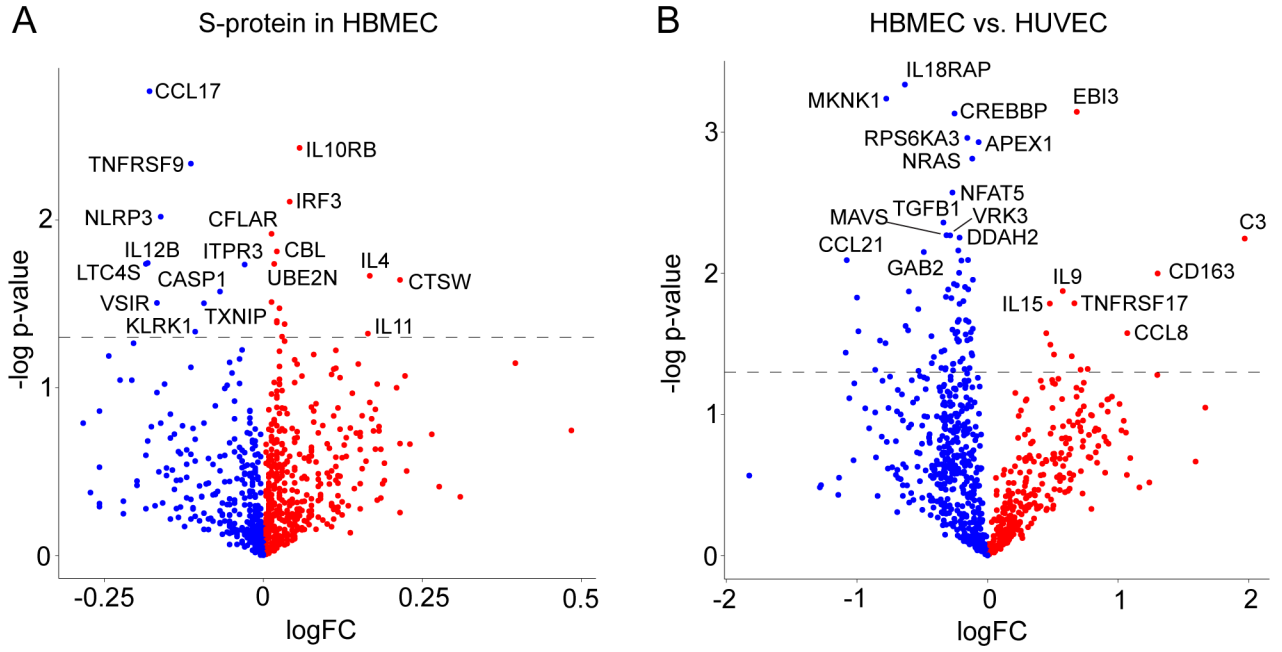 A
S-protein in HBMEC
CCL17
TNFRSF9
IL10RB
NLRP3
IRF3
CFLAR
IL12B
ITPR3
CBL
LTC4S
CASP1
UBE2N
IL4
CTSW
VSIR
TXNIP
KLRK1
IL11
-log p-value
2
1
0
-0.25
0
0.25
0.5
logFC
B
HBMEC vs. HUVEC
IL18RAP
MKNK1
EBI3
CREBBP
RPS6KA3
APEX1
NRAS
NFAT5
TGFB1
VRK3
MAVS
DDAH2
CCL21
GAB2
C3
CD163
IL9
IL15
TNFRSF17
CCL8
-log p-value
3
2
1
0
-2
-1
0
1
2
logFC